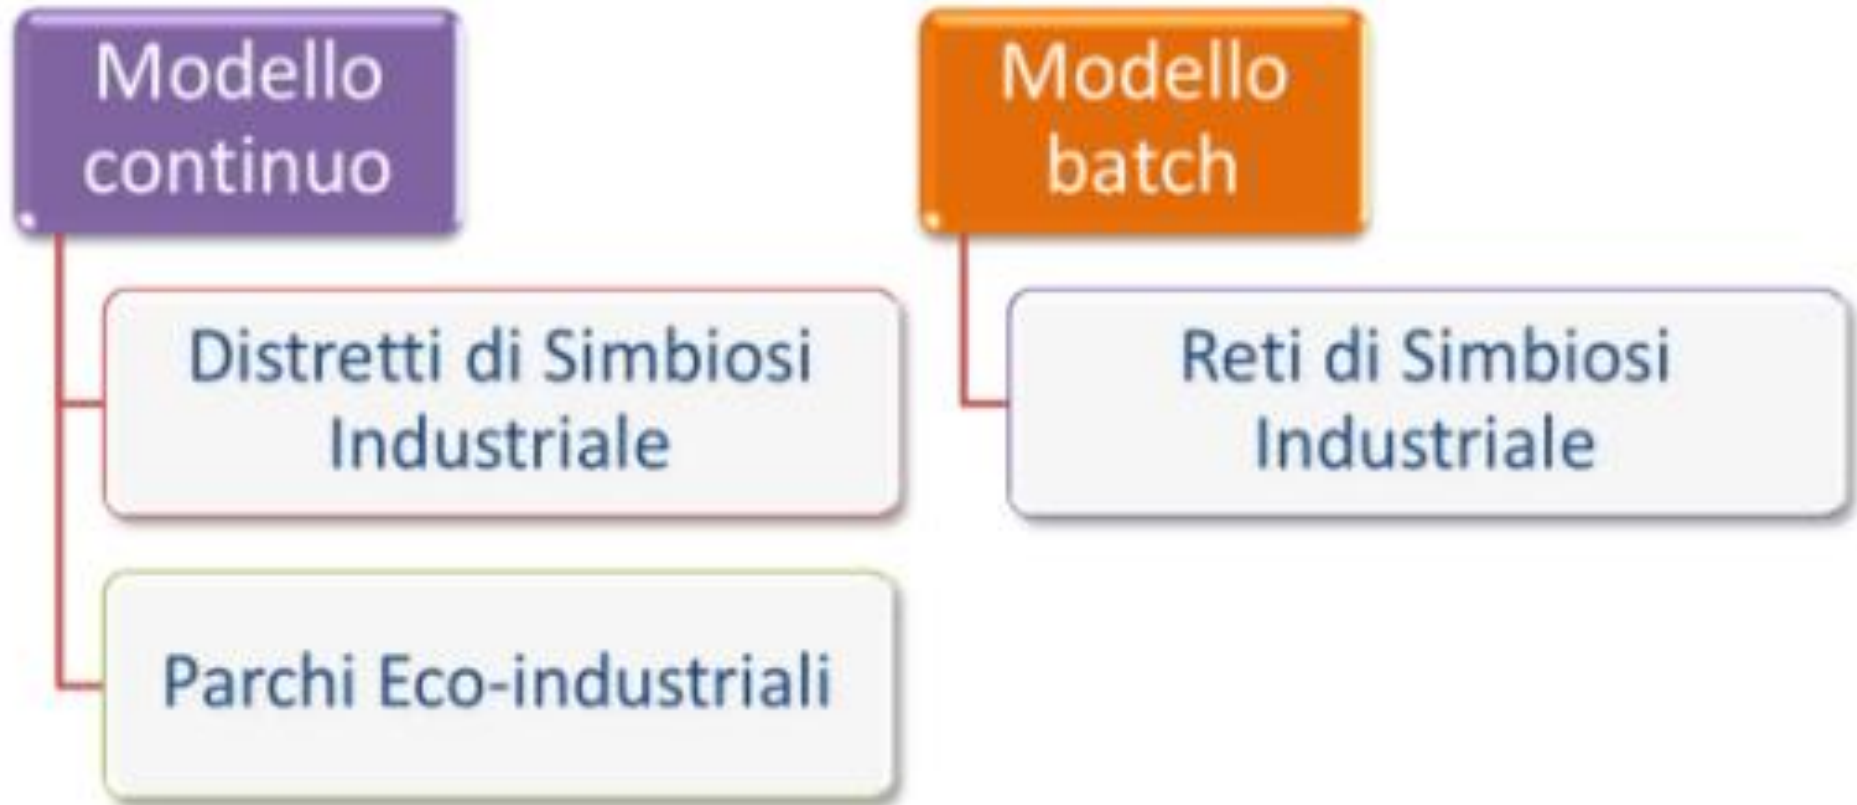 Modello
continuo
Distretti di Simbiosi
Industriale
Parchi Eco-industriali
Modello
batch
Reti di Simbiosi
Industriale